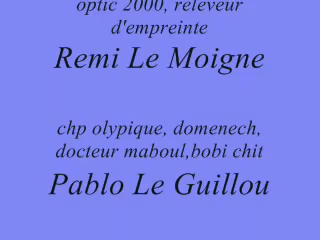 optic 2000, releveur
d'empreinte
Remi Le Moigne
chp olypique, domenech,
docteur maboul,bobi chit
Pablo Le Guillou